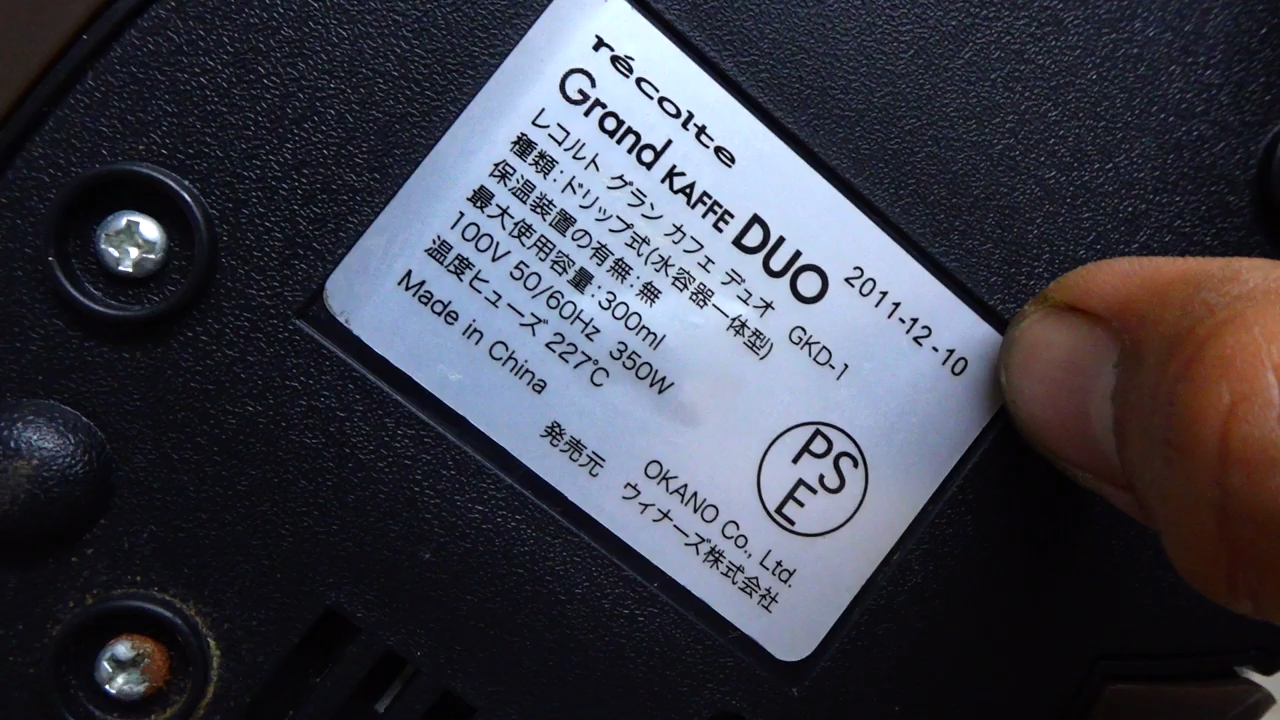 récolte
Grand KAFFE DUO 2011-12-10
レコルト グラン カフェ デュオ GKD-1
種類:ドリップ式(水容器一体型)
保温装置の有無:無
最大使用容量:300ml
100V 50/60Hz 350W
温度ヒューズ 227℃
Made in China
PSE
発売元 OKANO Co., Ltd.
ウィナーズ株式会社